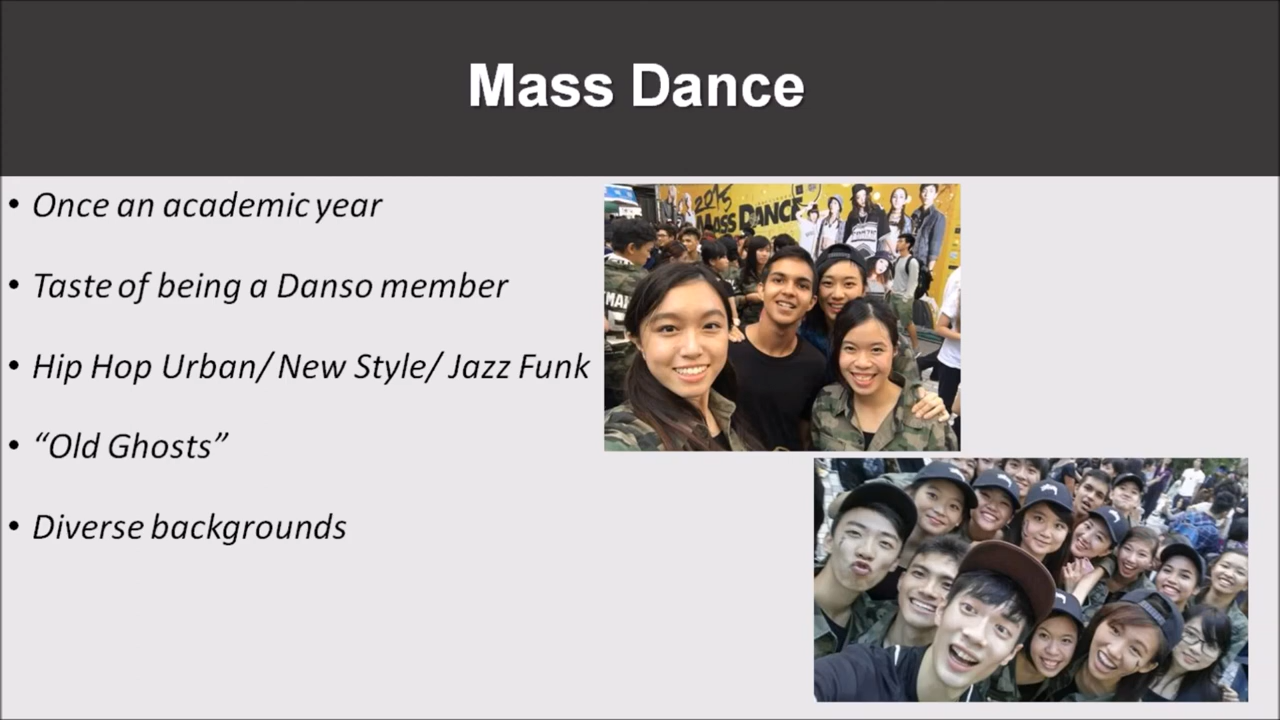 Mass Dance
• Once an academic year
• Taste of being a Danso member
• Hip Hop Urban/ New Style/ Jazz Funk
• “Old Ghosts”
• Diverse backgrounds
2015
MASS DANCE